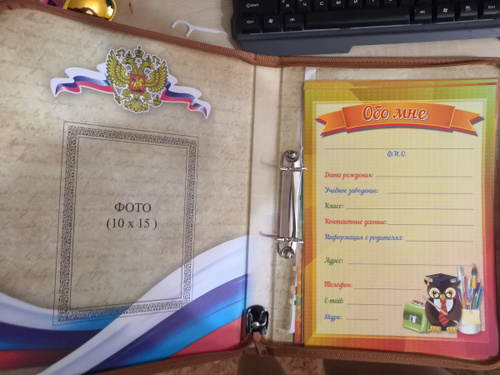 ФОТО
(10 х 15 )
Обо мне
Ф.И.О.
Дата рождения:
Учебное заведение:
Класс:
Контактные данные:
Информация о родителях:
Адрес:
Телефон:
E-mail:
Skype: